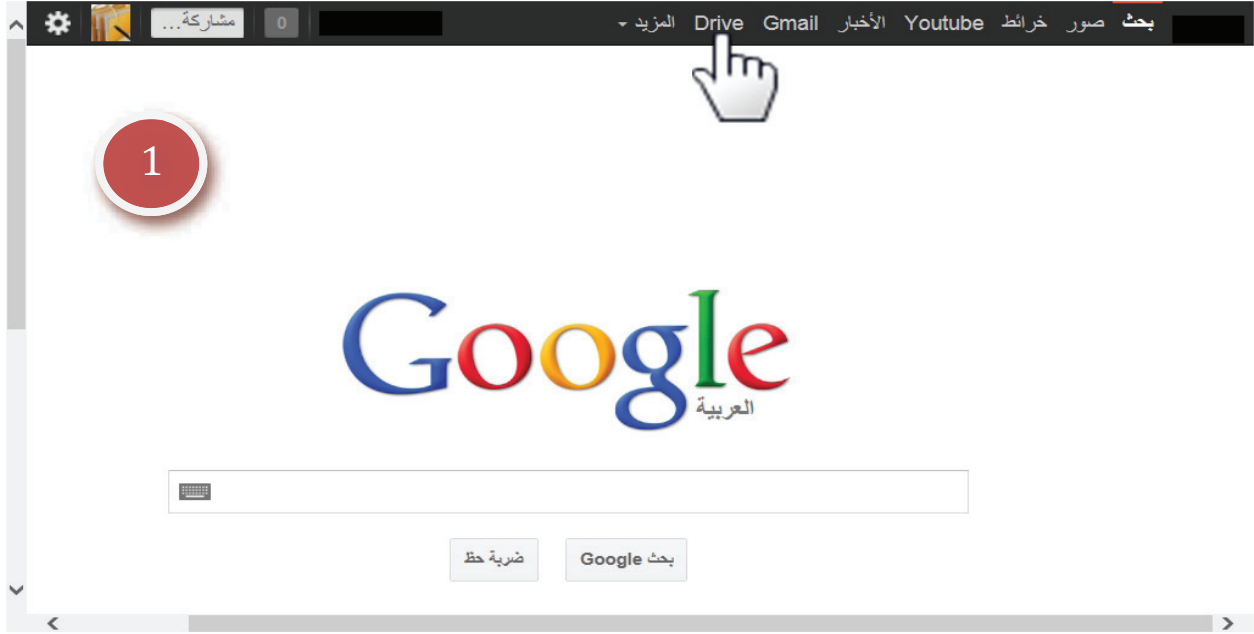 بحث صور خرائط Youtube الأخبار Gmail Drive المزيد
0 مشاركة...
1
Google
العربية
بحث Google ضربة حظ